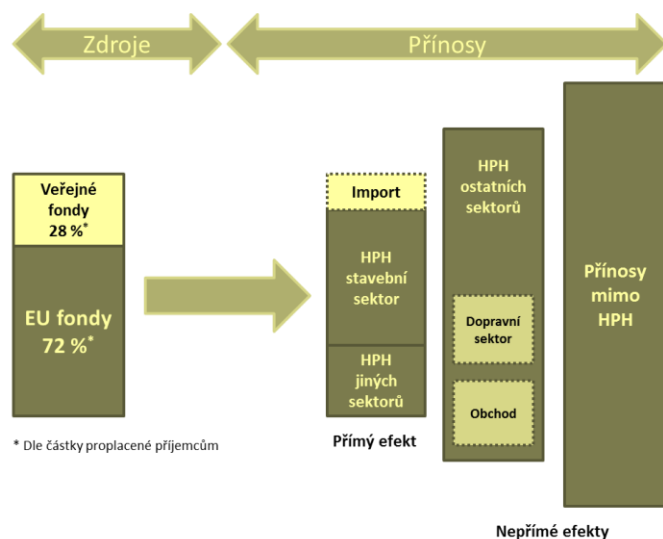 Zdroje
Přínosy
Veřejné
fondy
28 %*
EU fondy
72 %*
* Dle částky proplacené příjemcům
Import
HPH
stavební
sektor
HPH
jiných
sektorů
Přímý efekt
HPH
ostatních
sektorů
Dopravní
sektor
Obchod
Přínosy
mimo
HPH
Nepřímé efekty